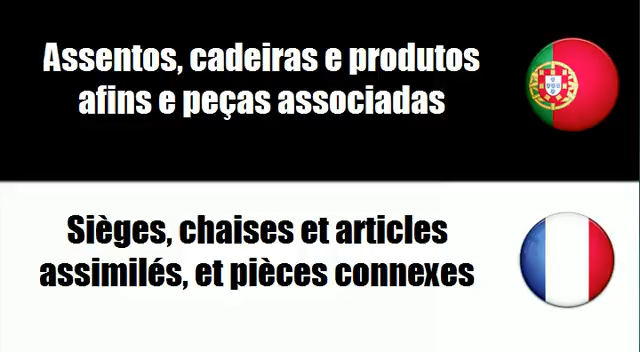 Assentos, cadeiras e produtos
afins e peças associadas
Sièges, chaises et articles
assimilés, et pièces connexes